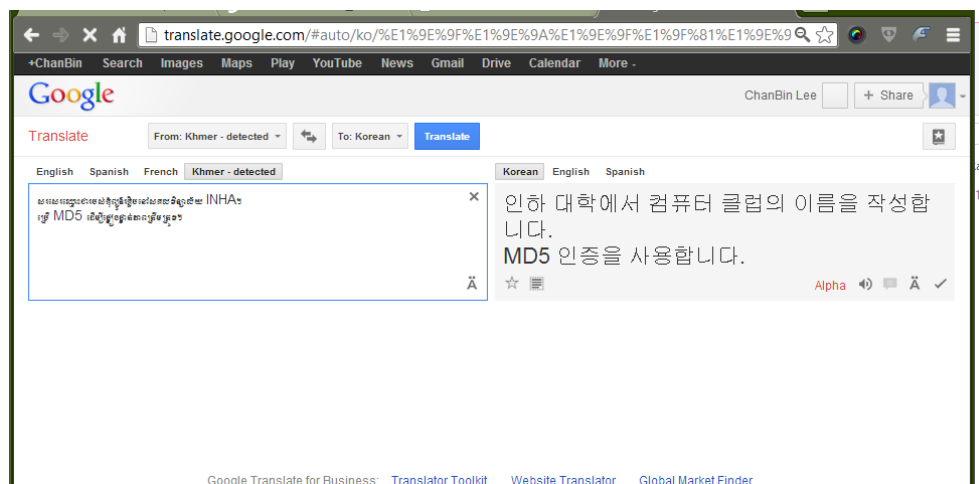 translate.google.com/#auto/ko/%E1%9E%9F%E1%9E%9A%E1%9E%9F%E1%9F%81%E1%9E%9
+ChanBin Search Images Maps Play YouTube News Gmail Drive Calendar More
Google ChanBin Lee + Share
Translate From: Khmer - detected To: Korean Translate
English Spanish French Khmer - detected Korean English Spanish
INHA។
ប្រើ MD5
Ä
인하 대학에서 컴퓨터 클럽의 이름을 작성합
니다.
MD5 인증을 사용합니다.
Alpha Ä
Google Translate for Business: Translator Toolkit Website Translator Global Market Finder